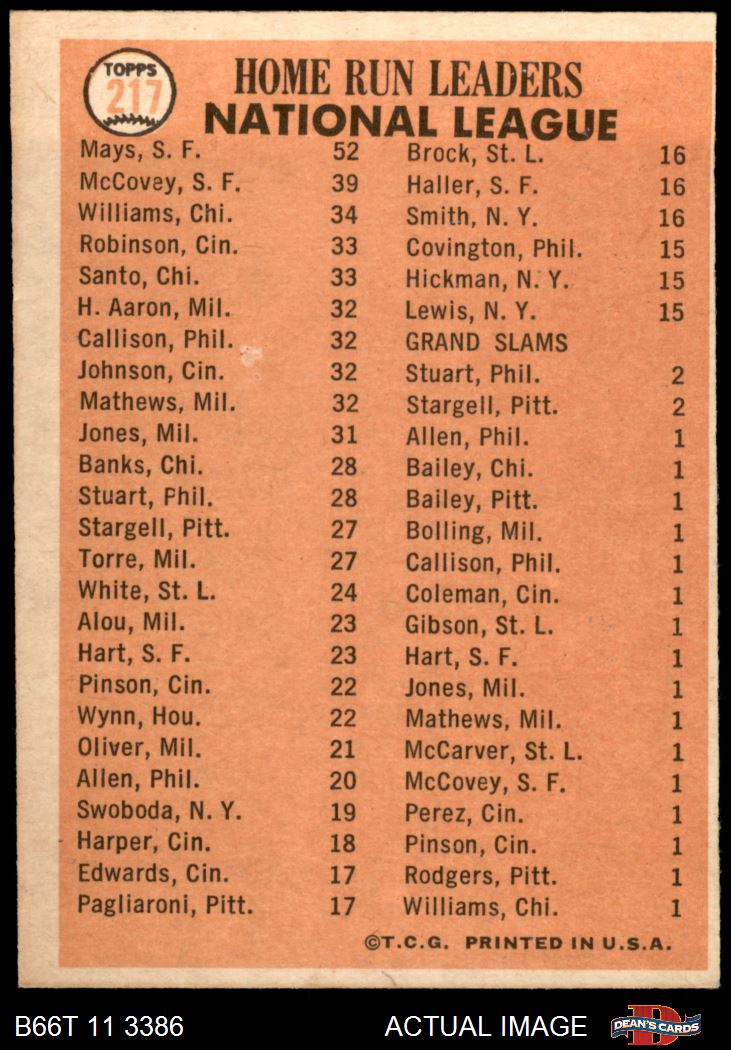 TOPPS
217
HOME RUN LEADERS
NATIONAL LEAGUE
Mays, S. F. 52
McCovey, S. F. 39
Williams, Chi. 34
Robinson, Cin. 33
Santo, Chi. 33
H. Aaron, Mil. 32
Callison, Phil. 32
Johnson, Cin. 32
Mathews, Mil. 32
Jones, Mil. 31
Banks, Chi. 28
Stuart, Phil. 28
Stargell, Pitt. 27
Torre, Mil. 27
White, St. L. 24
Alou, Mil. 23
Hart, S. F. 23
Pinson, Cin. 22
Wynn, Hou. 22
Oliver, Mil. 21
Allen, Phil. 20
Swoboda, N. Y. 19
Harper, Cin. 18
Edwards, Cin. 17
Pagliaroni, Pitt. 17
Brock, St. L. 16
Haller, S. F. 16
Smith, N. Y. 16
Covington, Phil. 15
Hickman, N. Y. 15
Lewis, N. Y. 15
GRAND SLAMS
Stuart, Phil. 2
Stargell, Pitt. 2
Allen, Phil. 1
Bailey, Chi. 1
Bailey, Pitt. 1
Bolling, Mil. 1
Callison, Phil. 1
Coleman, Cin. 1
Gibson, St. L. 1
Hart, S. F. 1
Jones, Mil. 1
Mathews, Mil. 1
McCarver, St. L. 1
McCovey, S. F. 1
Perez, Cin. 1
Pinson, Cin. 1
Rodgers, Pitt. 1
Williams, Chi. 1
©T.C.G. PRINTED IN U.S.A.
B66T 11 3386
ACTUAL IMAGE
DEAN'S CARDS